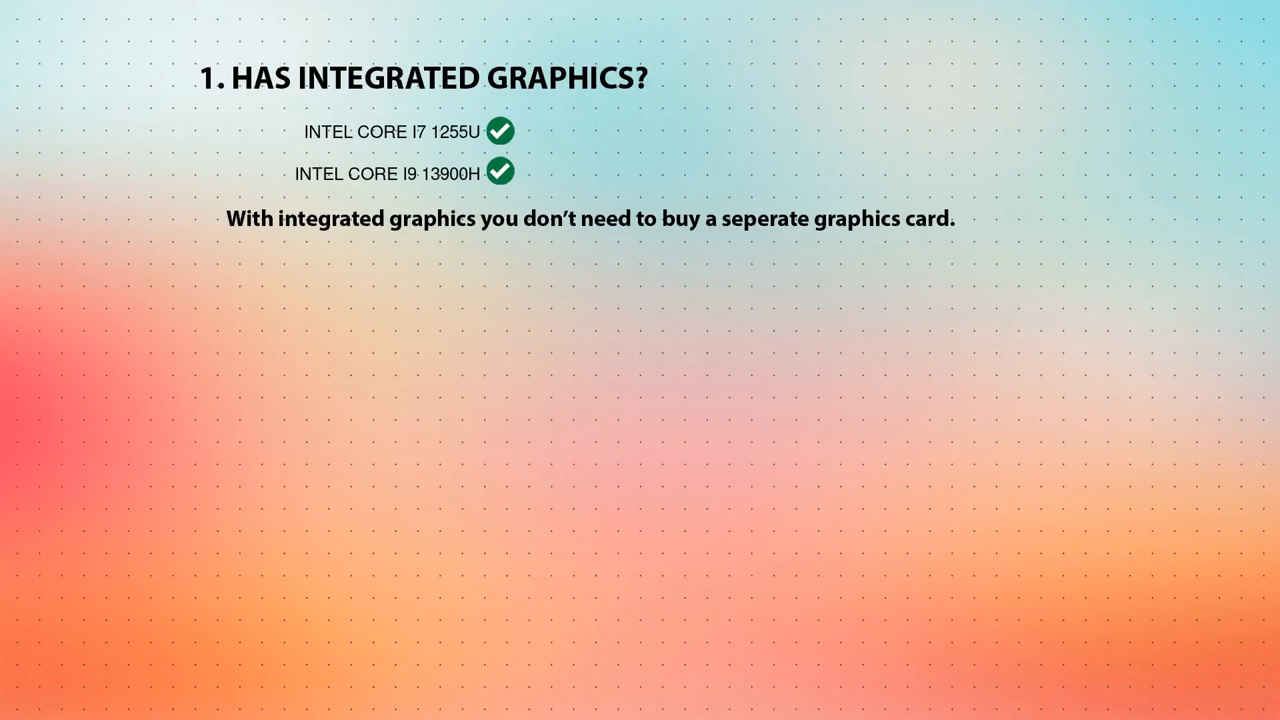 1. HAS INTEGRATED GRAPHICS?
INTEL CORE I7 1255U
INTEL CORE I9 13900H
With integrated graphics you don’t need to buy a seperate graphics card.